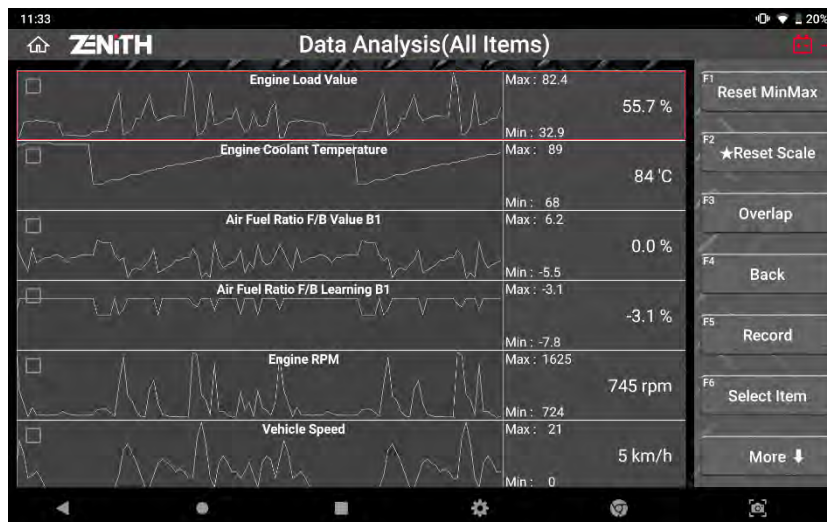 11:33
20%
ZENITH
Data Analysis(All Items)
Engine Load Value
Max : 82.4
55.7 %
Min : 32.9
Engine Coolant Temperature
Max : 89
84 'C
Min : 68
Air Fuel Ratio F/B Value B1
Max : 6.2
0.0 %
Min : -5.5
Air Fuel Ratio F/B Learning B1
Max : -3.1
-3.1 %
Min : -7.8
Engine RPM
Max : 1625
745 rpm
Min : 724
Vehicle Speed
Max : 21
5 km/h
Min : 0
F1
Reset MinMax
F2
★Reset Scale
F3
Overlap
F4
Back
F5
Record
F6
Select Item
More ⬇